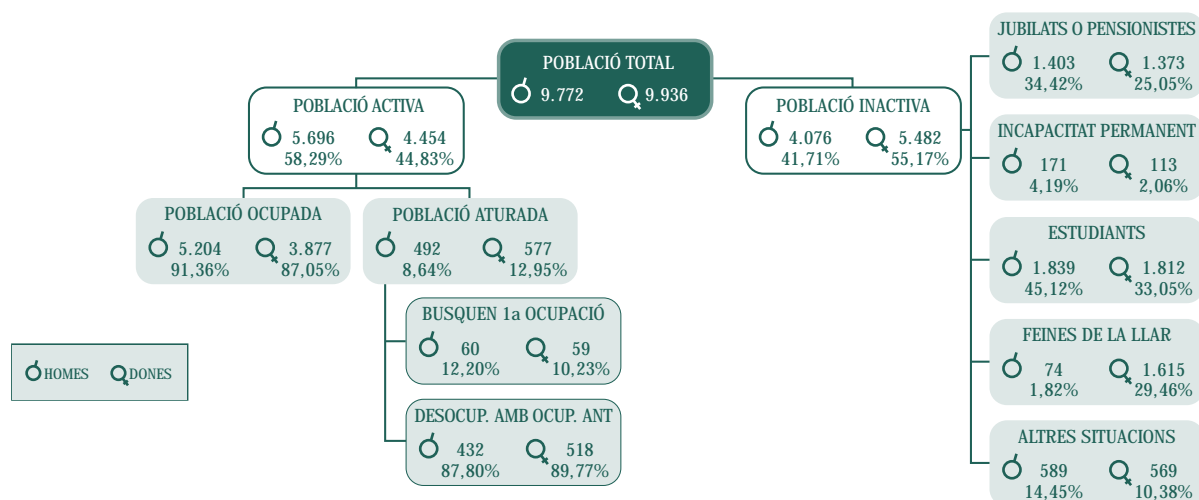 POBLACIÓ TOTAL
9.772 9.936
POBLACIÓ ACTIVA
5.696 4.454
58,29% 44,83%
POBLACIÓ OCUPADA
5.204 3.877
91,36% 87,05%
POBLACIÓ ATURADA
492 577
8,64% 12,95%
BUSQUEN 1a OCUPACIÓ
60 59
12,20% 10,23%
DESOCUP. AMB OCUP. ANT
432 518
87,80% 89,77%
POBLACIÓ INACTIVA
4.076 5.482
41,71% 55,17%
JUBILATS O PENSIONISTES
1.403 1.373
34,42% 25,05%
INCAPACITAT PERMANENT
171 113
4,19% 2,06%
ESTUDIANTS
1.839 1.812
45,12% 33,05%
FEINES DE LA LLAR
74 1.615
1,82% 29,46%
ALTRES SITUACIONS
589 569
14,45% 10,38%
HOMES DONES